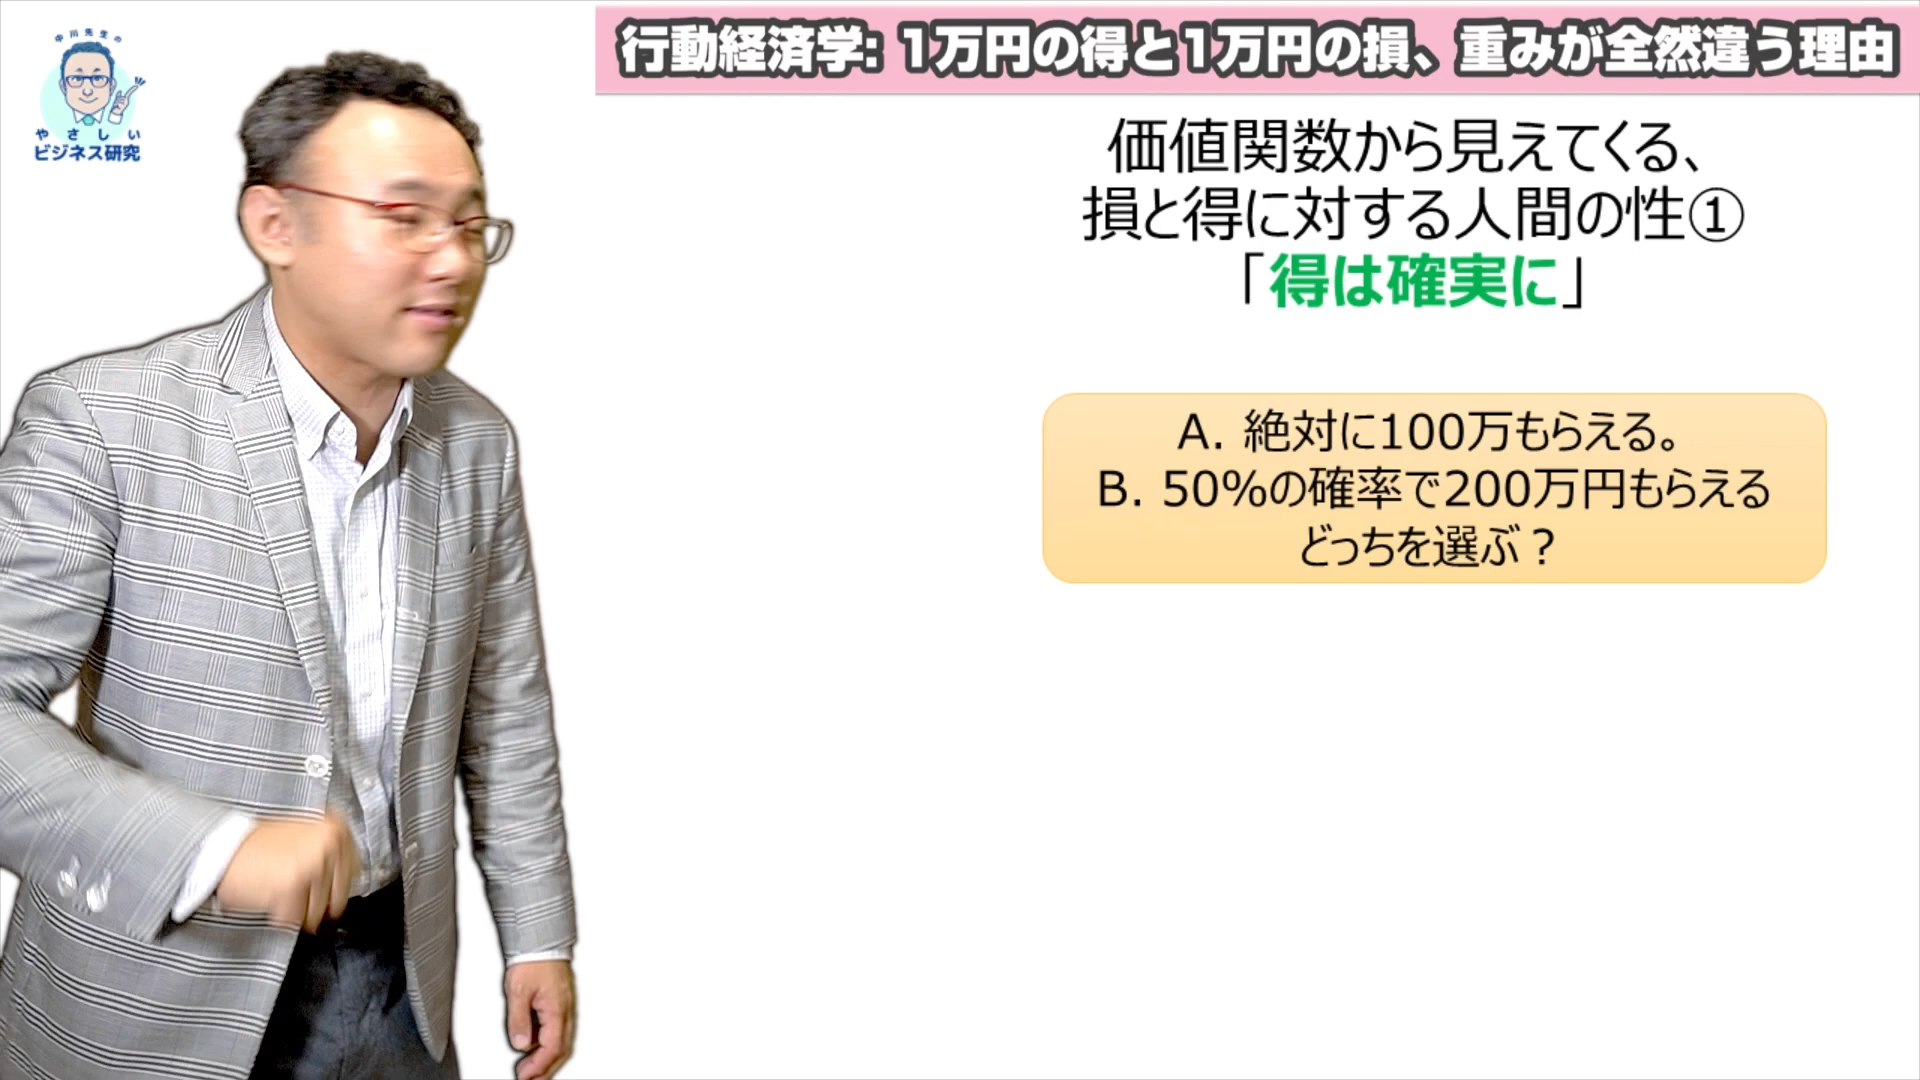 中川先生の
やさしい
ビジネス研究
行動経済学: 1万円の得と1万円の損、重みが全然違う理由
価値関数から見えてくる、
損と得に対する人間の性①
「得は確実に」
A. 絶対に100万もらえる。
B. 50%の確率で200万円もらえる
どっちを選ぶ？